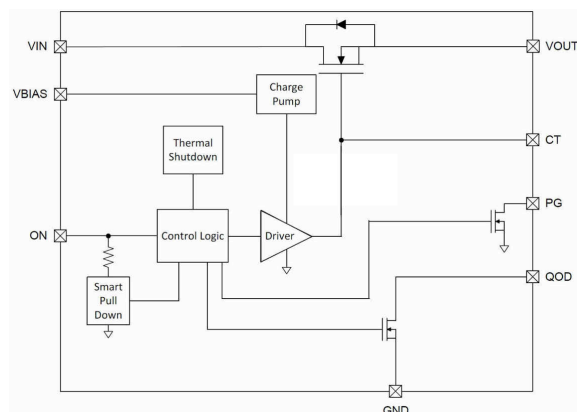 VIN
VOUT
VBIAS
Charge
Pump
CT
Thermal
Shutdown
PG
ON
Control Logic
Driver
QOD
Smart
Pull
Down
GND